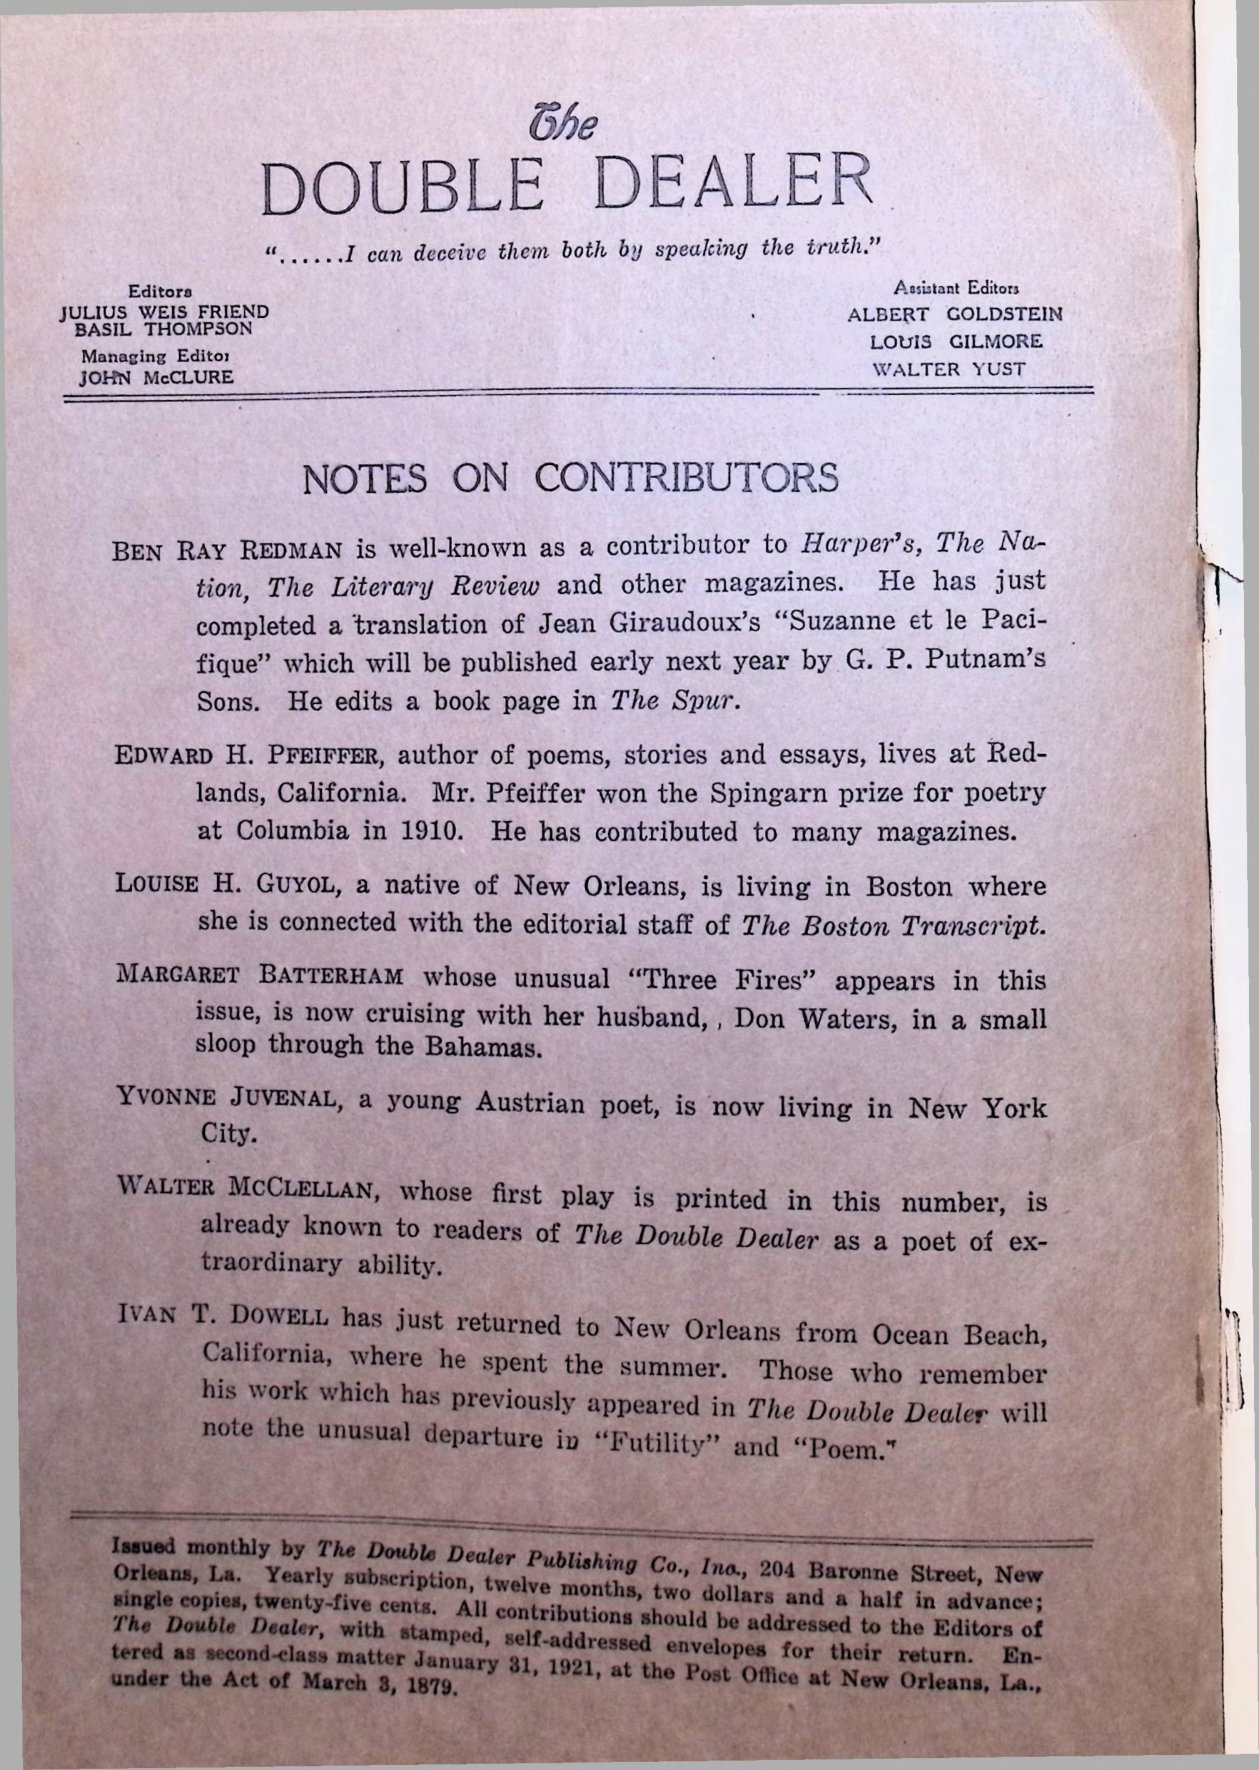 The
DOUBLE DEALER
“......I can deceive them both by speaking the truth.”
Editors
JULIUS WEIS FRIEND
BASIL THOMPSON
Managing Editor
JOHN McCLURE
Assistant Editors
ALBERT GOLDSTEIN
LOUIS GILMORE
WALTER YUST
NOTES ON CONTRIBUTORS
BEN RAY REDMAN is well-known as a contributor to Harper’s, The Na-
tion, The Literary Review and other magazines. He has just
completed a translation of Jean Giraudoux’s “Suzanne et le Paci-
fique” which will be published early next year by G. P. Putnam’s
Sons. He edits a book page in The Spur.
EDWARD H. PFEIFFER, author of poems, stories and essays, lives at Red-
lands, California. Mr. Pfeiffer won the Spingarn prize for poetry
at Columbia in 1910. He has contributed to many magazines.
LOUISE H. GUYOL, a native of New Orleans, is living in Boston where
she is connected with the editorial staff of The Boston Transcript.
MARGARET BATTERHAM whose unusual “Three Fires” appears in this
issue, is now cruising with her husband, , Don Waters, in a small
sloop through the Bahamas.
YVONNE JUVENAL, a young Austrian poet, is now living in New York
City.
WALTER MCCLELLAN, whose first play is printed in this number, is
already known to readers of The Double Dealer as a poet of ex-
traordinary ability.
IVAN T. DOWELL has just returned to New Orleans from Ocean Beach,
California, where he spent the summer. Those who remember
his work which has previously appeared in The Double Dealer will
note the unusual departure in “Futility” and “Poem.”
Issued monthly by The Double Dealer Publishing Co., Inc., 204 Baronne Street, New
Orleans, La. Yearly subscription, twelve months, two dollars and a half in advance;
single copies, twenty-five cents. All contributions should be addressed to the Editors of
The Double Dealer, with stamped, self-addressed envelopes for their return. En-
tered as second-class matter January 31, 1921, at the Post Office at New Orleans, La.,
under the Act of March 3, 1879.